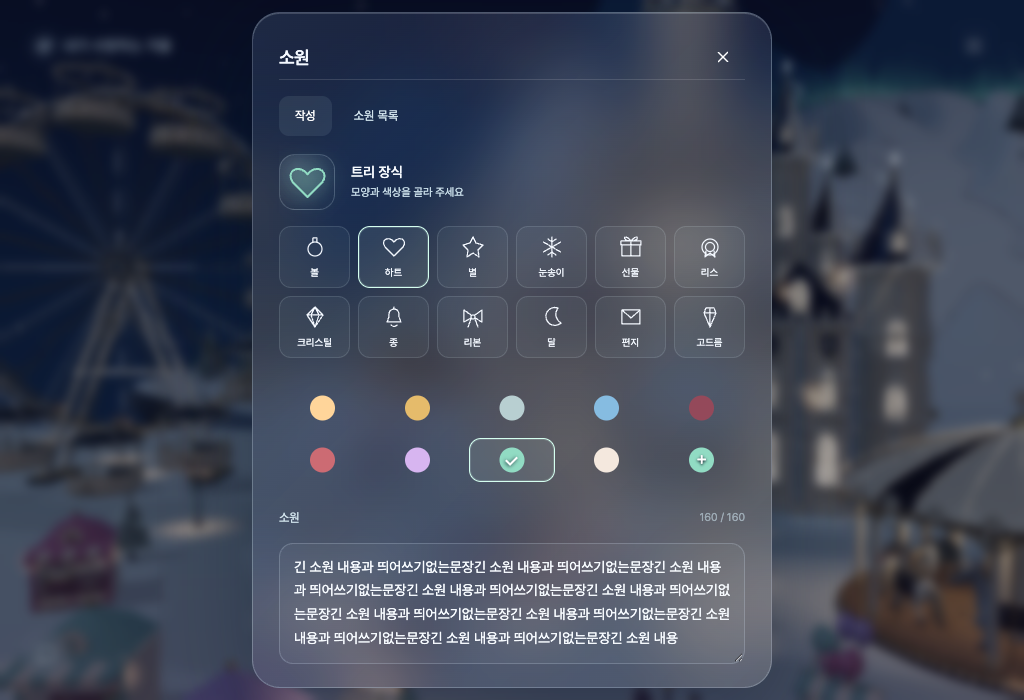 소원
작성
소원 목록
트리 장식
모양과 색상을 골라 주세요
볼
하트
별
눈송이
선물
리스
크리스털
종
리본
달
편지
고드름
소원
160 / 160
긴 소원 내용과 띄어쓰기없는문장긴 소원 내용과 띄어쓰기없는문장긴 소원 내용
과 띄어쓰기없는문장긴 소원 내용과 띄어쓰기없는문장긴 소원 내용과 띄어쓰기없
는문장긴 소원 내용과 띄어쓰기없는문장긴 소원 내용과 띄어쓰기없는문장긴 소원
내용과 띄어쓰기없는문장긴 소원 내용과 띄어쓰기없는문장긴 소원 내용